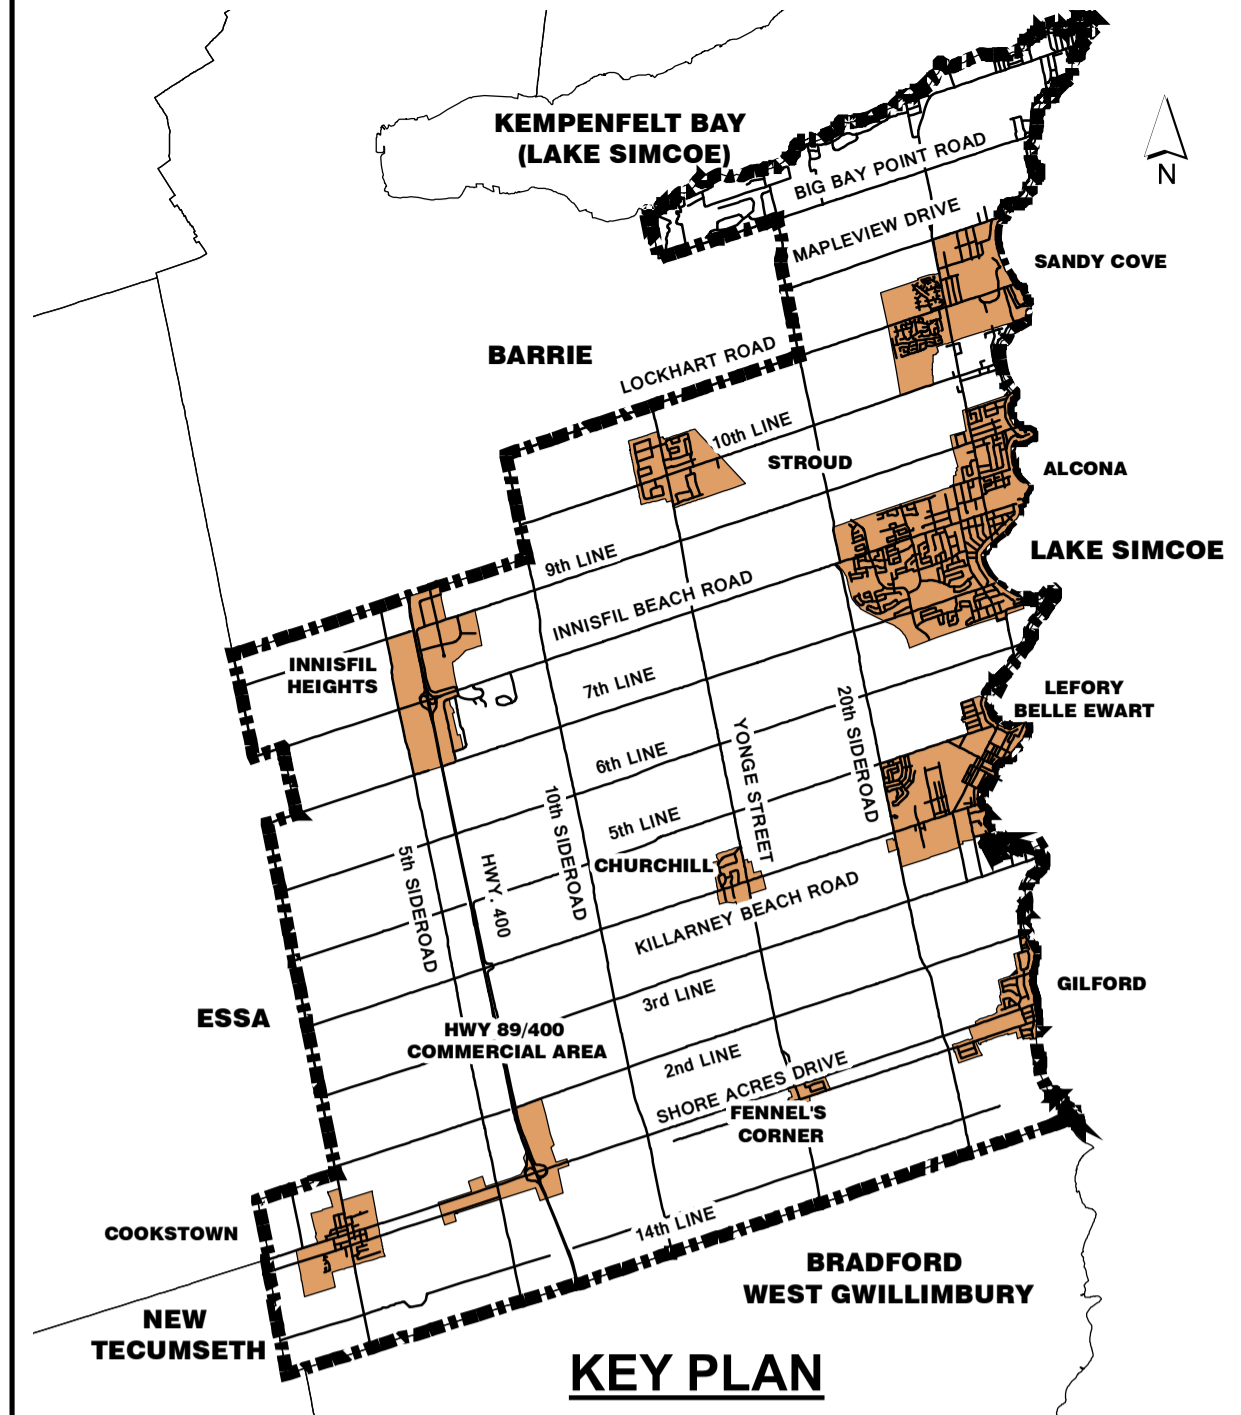 KEMPENFELT BAY
(LAKE SIMCOE)
BIG BAY POINT ROAD
N
MAPLEVIEW DRIVE
SANDY COVE
BARRIE
LOCKHART ROAD
10th LINE
STROUD
ALCONA
LAKE SIMCOE
9th LINE
INNISFIL BEACH ROAD
INNISFIL
HEIGHTS
7th LINE
LEFORY
BELLE EWART
20th SIDEROAD
YONGE STREET
6th LINE
10th SIDEROAD
5th LINE
5th SIDEROAD
HWY. 400
CHURCHILL
KILLARNEY BEACH ROAD
3rd LINE
GILFORD
ESSA
HWY 89/400
COMMERCIAL AREA
2nd LINE
SHORE ACRES DRIVE
FENNEL'S
CORNER
COOKSTOWN
14th LINE
BRADFORD
WEST GWILLIMBURY
NEW
TECUMSETH
KEY PLAN